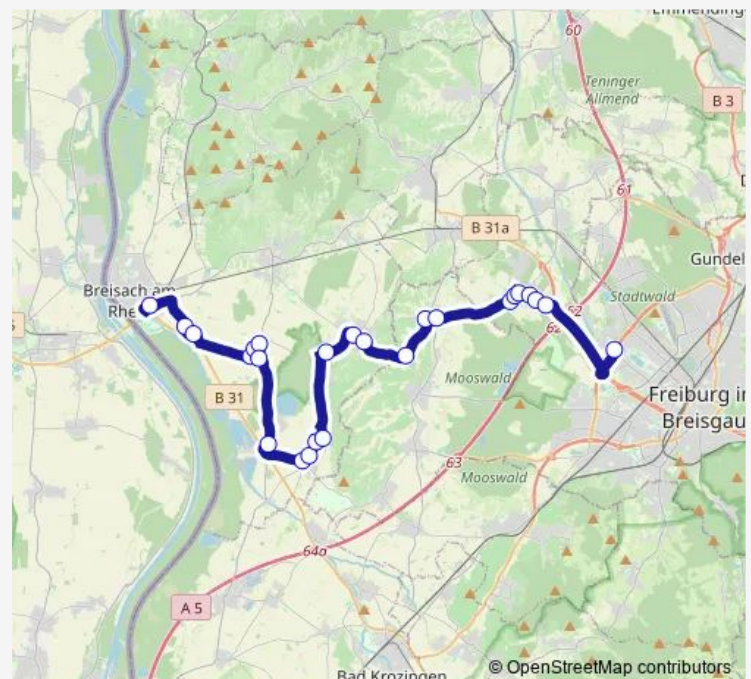 60
Teninger
Allmend
B 3
61
B 31a
Gundel
Breisach am
Rhe
Stadtwald
62
Mooswald
B 31
Freiburg in
Breisgau
63
Mooswald
64a
A 5
Bad Krozingen
© OpenStreetMap contributors